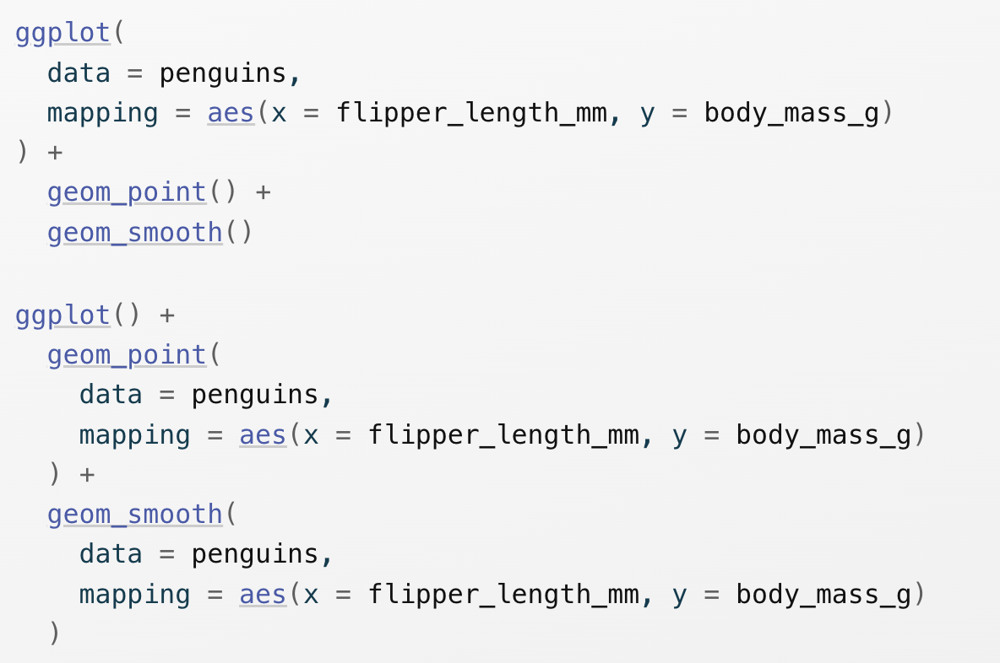 ggplot(
  data = penguins,
  mapping = aes(x = flipper_length_mm, y = body_mass_g)
) +
  geom_point() +
  geom_smooth()

ggplot() +
  geom_point(
    data = penguins,
    mapping = aes(x = flipper_length_mm, y = body_mass_g)
  ) +
  geom_smooth(
    data = penguins,
    mapping = aes(x = flipper_length_mm, y = body_mass_g)
  )